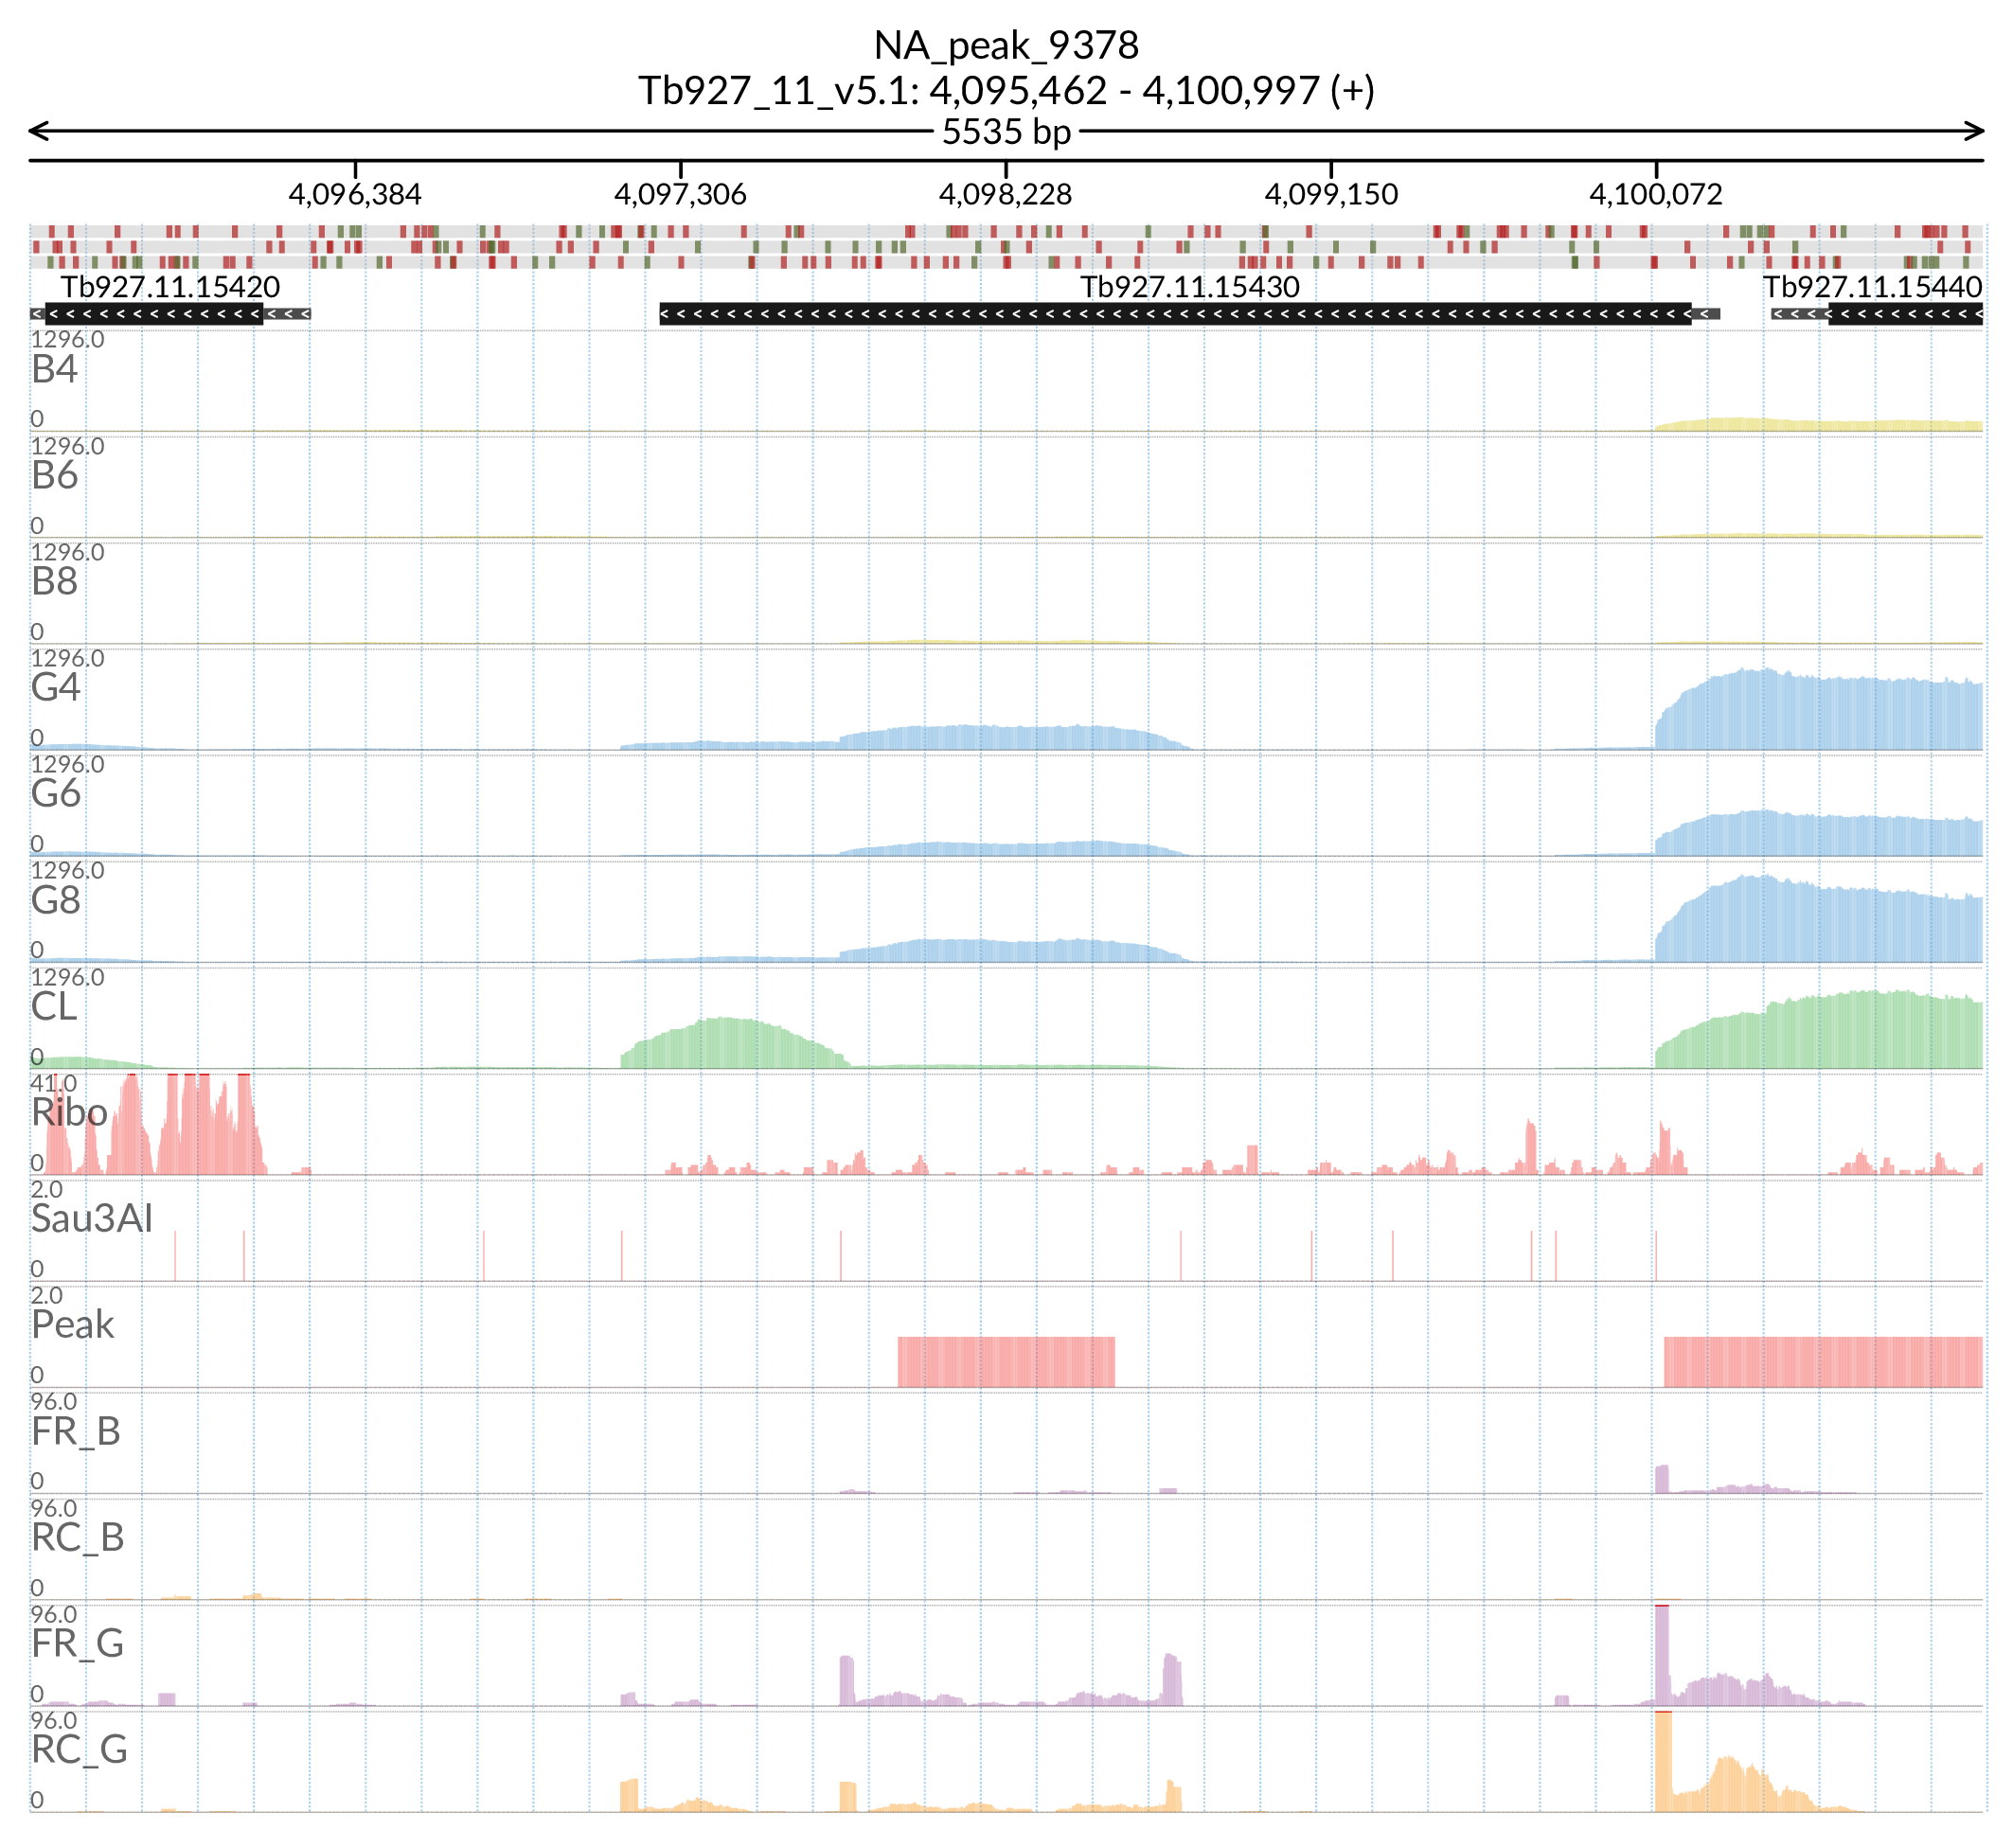 NA_peak_9378
Tb927_11_v5.1: 4,095,462 - 4,100,997 (+)
5535 bp
4,096,384 4,097,306 4,098,228 4,099,150 4,100,072
Tb927.11.15420 Tb927.11.15430 Tb927.11.15440
1296.0
B4
0
1296.0
B6
0
1296.0
B8
0
1296.0
G4
0
1296.0
G6
0
1296.0
G8
0
1296.0
CL
0
41.0
Ribo
0
2.0
Sau3AI
0
2.0
Peak
0
96.0
FR_B
0
96.0
RC_B
0
96.0
FR_G
0
96.0
RC_G
0